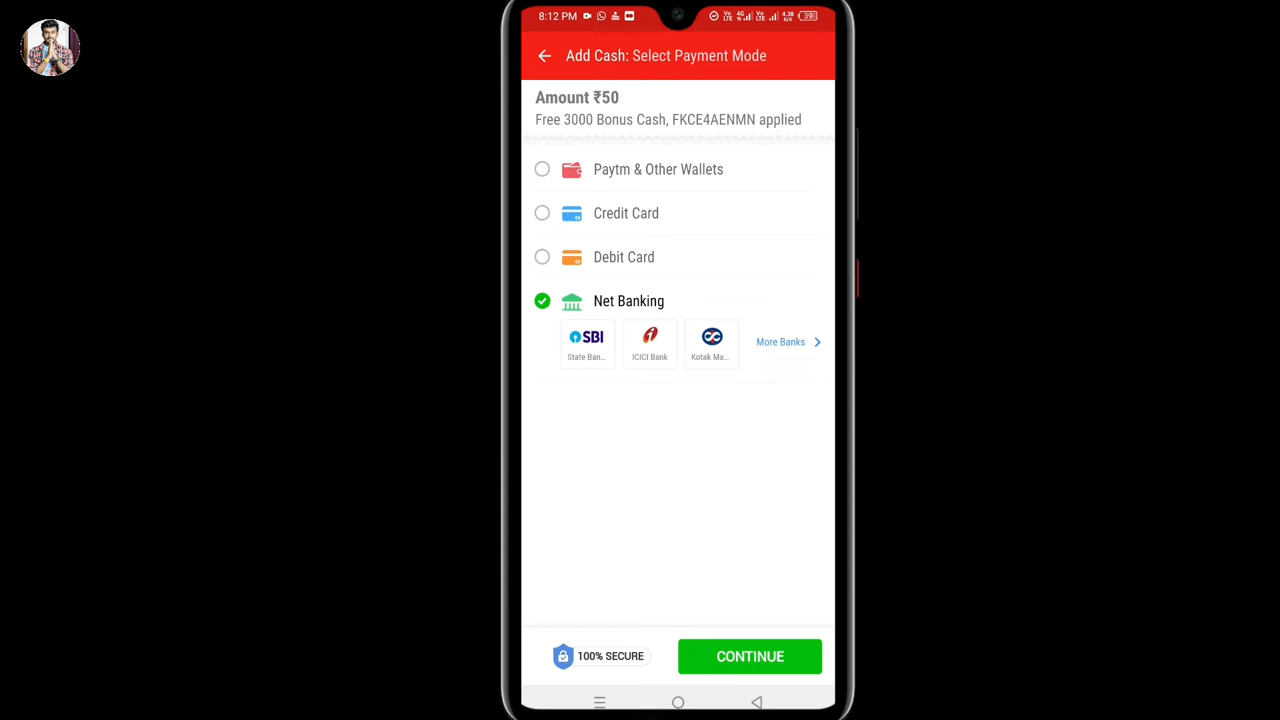 8:12 PM
Add Cash: Select Payment Mode
Amount ₹50
Free 3000 Bonus Cash, FKCE4AENMN applied
Paytm & Other Wallets
Credit Card
Debit Card
Net Banking
SBI
State Ban...
ICICI Bank
Kotak Ma...
More Banks
100% SECURE
CONTINUE